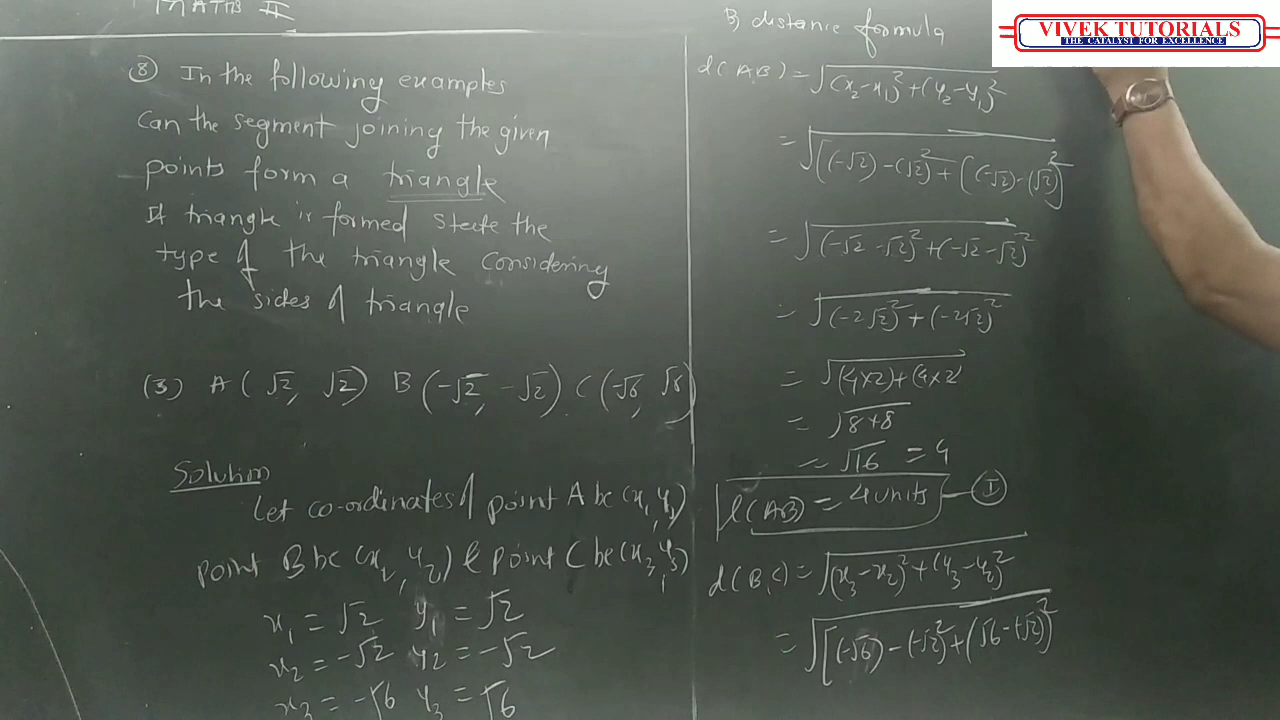 MATHS II
⑧ In the following examples
can the segment joining the given
points form a triangle
If triangle is formed state the
type of the triangle considering
the sides of triangle
(3) A(√2, √2) B(-√2, -√2) C(-√6, √6)
Solution
Let co-ordinates of point A be (x₁, y₁)
point B be (x₂, y₂) & point C be (x₃, y₃)
x₁ = √2 y₁ = √2
x₂ = -√2 y₂ = -√2
x₃ = -√6 y₃ = √6
By distance formula
d(A,B) = √(x₂-x₁)²+(y₂-y₁)²
= √[(-√2)-(√2)²+[(-√2)-(√2)]²
= √(-√2-√2)²+(-√2-√2)²
= √(-2√2)²+(-2√2)²
= √(4×2)+(4×2)
= √8+8
= √16 = 4
l(AB) = 4 units — Ⓘ
d(B,C) = √(x₃-x₂)²+(y₃-y₂)²
= √[(-√6)-(-√2)²+(√6-(-√2))²
VIVEK TUTORIALS
THE CATALYST FOR EXCELLENCE